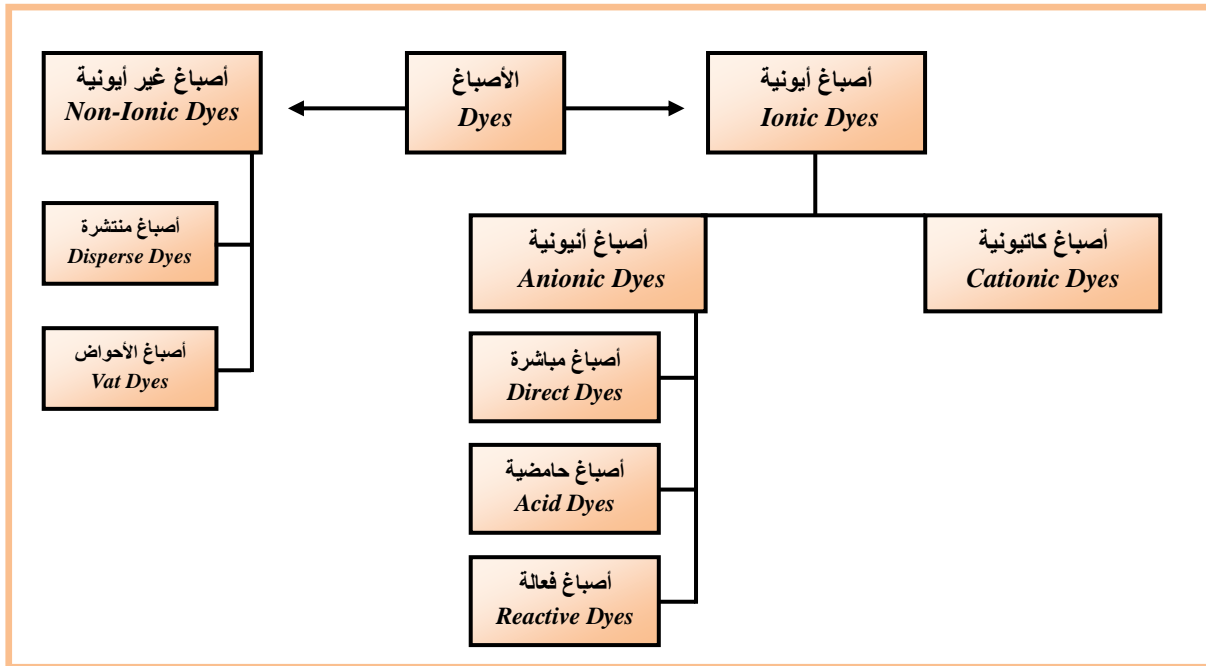 الأصباغ
Dyes
أصباغ أيونية
Ionic Dyes
أصباغ غير أيونية
Non-Ionic Dyes
أصباغ كاتيونية
Cationic Dyes
أصباغ أنيونية
Anionic Dyes
أصباغ مباشرة
Direct Dyes
أصباغ حامضية
Acid Dyes
أصباغ فعالة
Reactive Dyes
أصباغ منتشرة
Disperse Dyes
أصباغ الأحواض
Vat Dyes